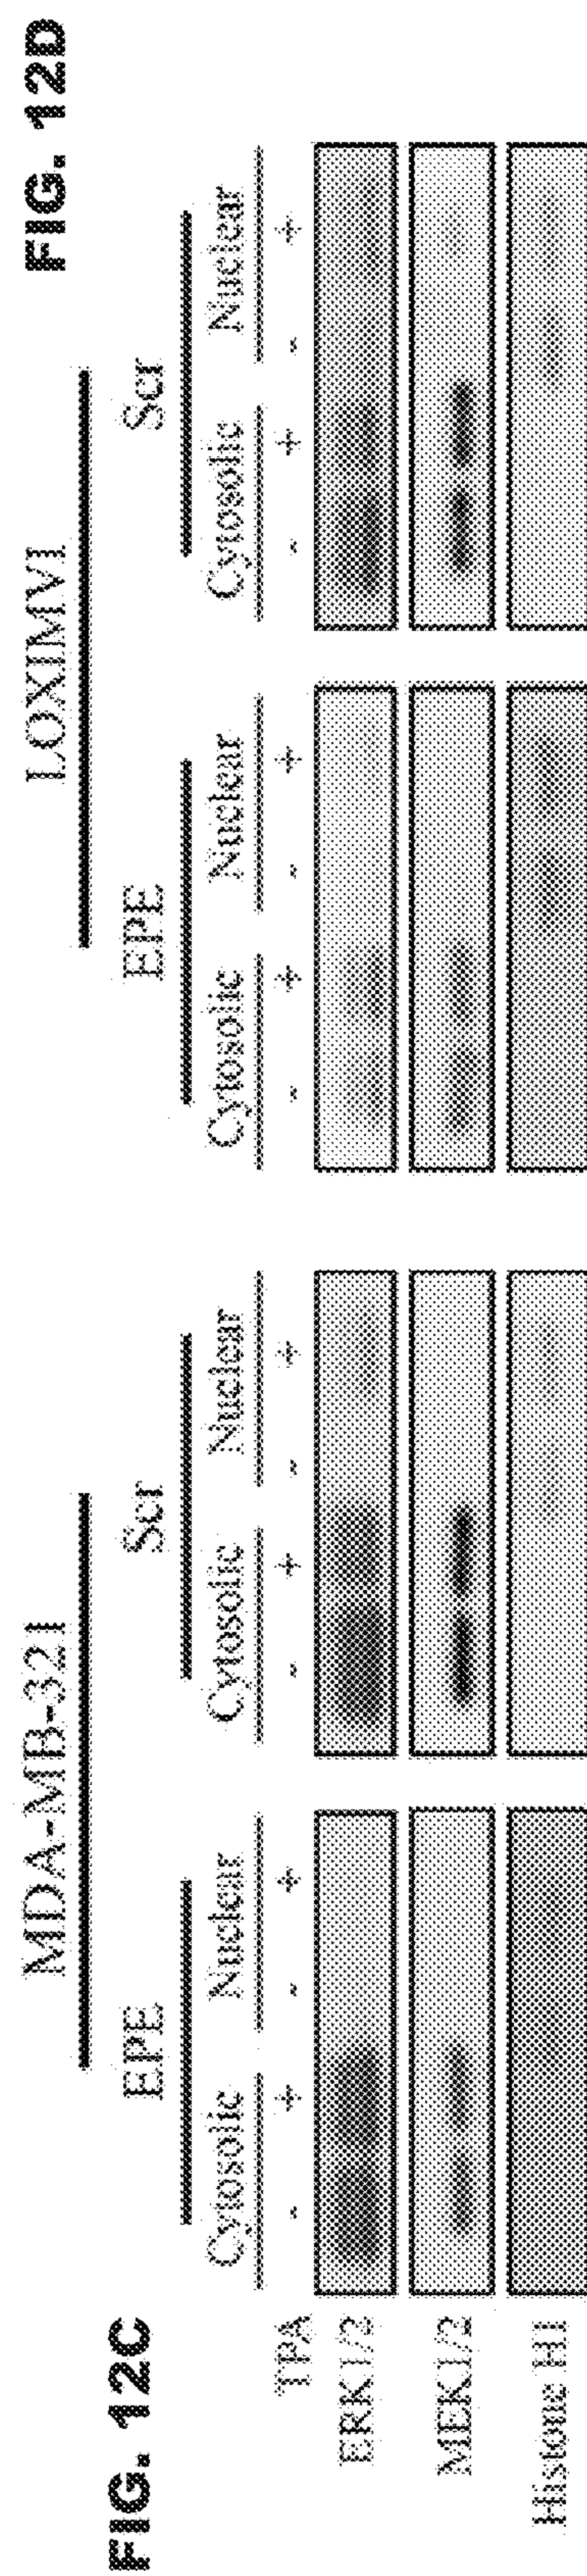 FIG. 12C
FIG. 12D
MDA-MB-321 LOXIMVI
EPE Scr EPE Scr
Cytosolic Nuclear Cytosolic Nuclear Cytosolic Nuclear Cytosolic Nuclear
TPA - + - + - + - + - + - + - + - +
ERK1/2
MEK1/2
Histone H1